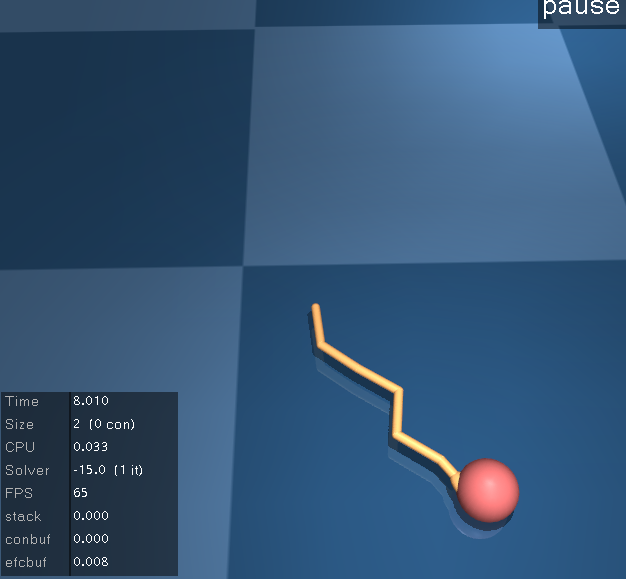 pause
Time 8.010
Size 2 (0 con)
CPU 0.033
Solver -15.0 (1 it)
FPS 65
stack 0.000
conbuf 0.000
efcbuf 0.008